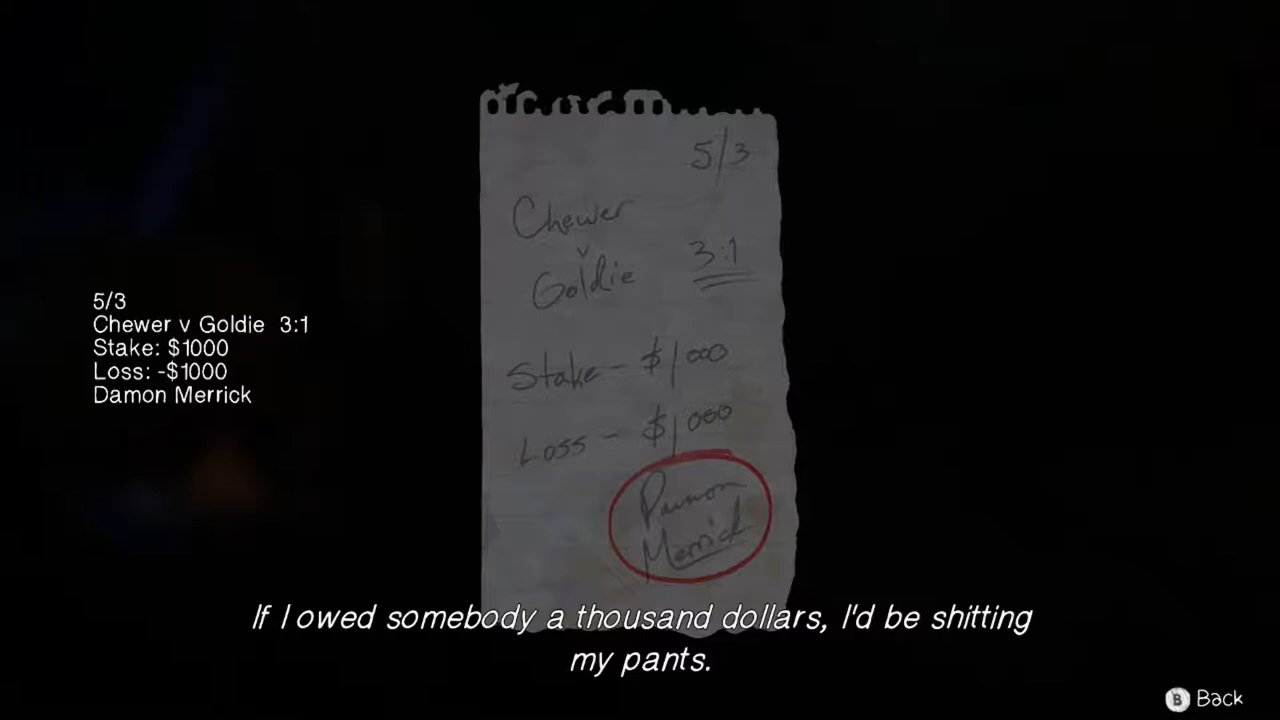 5/3
Chewer v Goldie 3:1
Stake: $1000
Loss: -$1000
Damon Merrick
5/3
Chewer
v
Goldie 3:1
Stake - $1000
Loss - $1000
Damon
Merrick
If I owed somebody a thousand dollars, I'd be shitting
my pants.
B Back